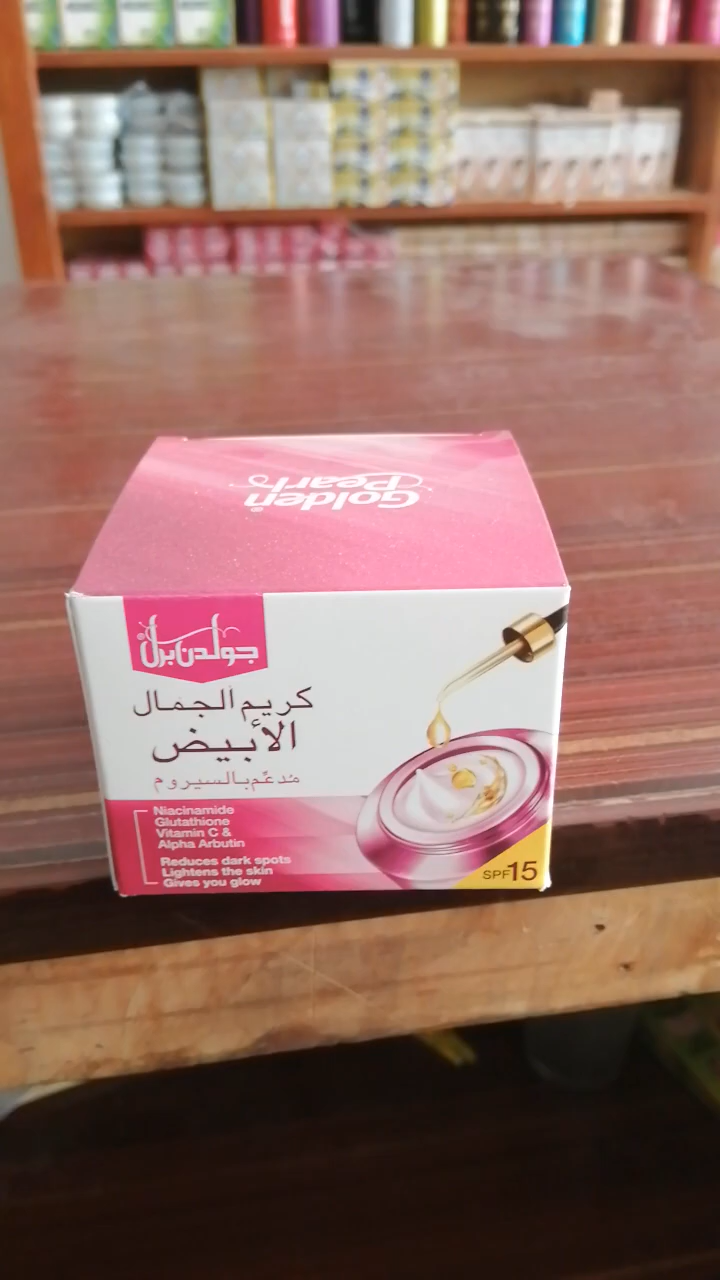 Golden
Pearl®
جولدن برل®
كريم الجمال
الأبيض
مدعّم بالسيروم
Niacinamide
Glutathione
Vitamin C &
Alpha Arbutin
Reduces dark spots
Lightens the skin
Gives you glow
SPF15